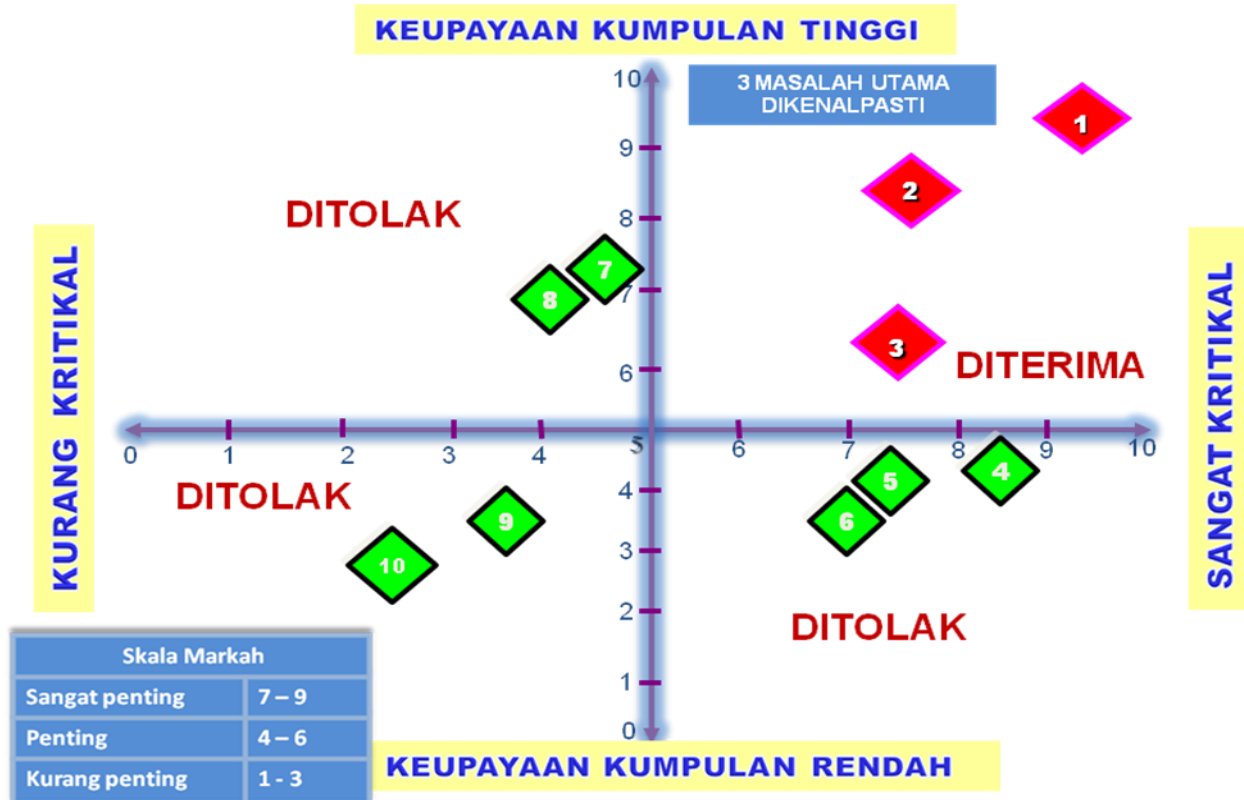 KEUPAYAAN KUMPULAN TINGGI
3 MASALAH UTAMA
DIKENALPASTI
10
9
8
7
6
1
2
3
DITOLAK
7
8
DITERIMA
KURANG KRITIKAL
SANGAT KRITIKAL
0
1
2
3
4
5
6
7
8
9
10
DITOLAK
9
10
4
5
6
DITOLAK
4
3
2
1
0
Skala Markah
Sangat penting 7 – 9
Penting 4 – 6
Kurang penting 1 - 3
KEUPAYAAN KUMPULAN RENDAH